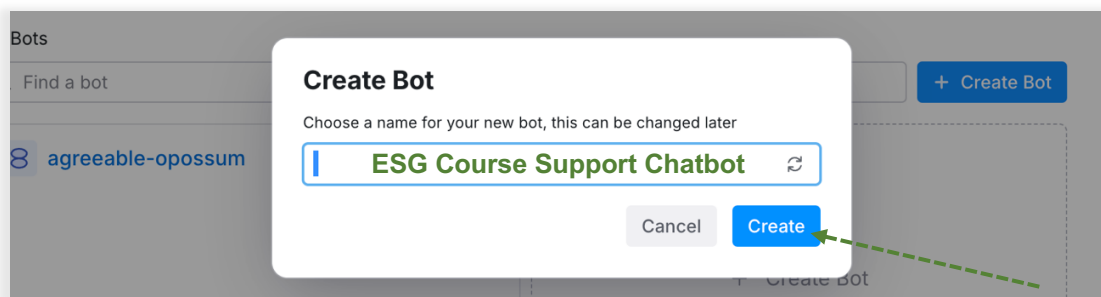 Bots
Find a bot
+ Create Bot
agreeable-opossum
Create Bot
Choose a name for your new bot, this can be changed later
ESG Course Support Chatbot
Cancel
Create
+ Create Bot